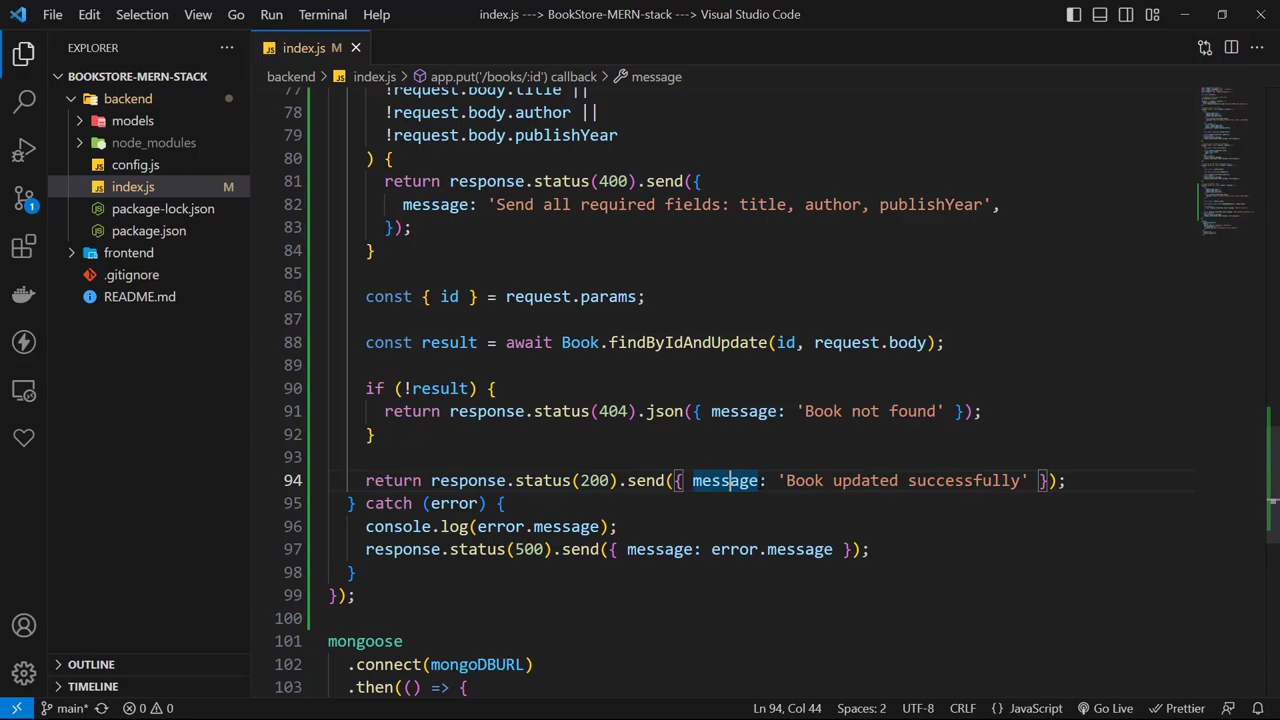 File Edit Selection View Go Run Terminal Help
index.js ---> BookStore-MERN-stack ---> Visual Studio Code
EXPLORER
BOOKSTORE-MERN-STACK
backend
models
node_modules
config.js
index.js M
package-lock.json
package.json
frontend
.gitignore
README.md
OUTLINE
TIMELINE
1
index.js M
backend > index.js > app.put('/books/:id') callback > message
77 !request.body.title ||
78 !request.body.author ||
79 !request.body.publishYear
80 ) {
81 return response.status(400).send({
82 message: 'Send all required fields: title, author, publishYear',
83 });
84 }
85
86 const { id } = request.params;
87
88 const result = await Book.findByIdAndUpdate(id, request.body);
89
90 if (!result) {
91 return response.status(404).json({ message: 'Book not found' });
92 }
93
94 return response.status(200).send({ message: 'Book updated successfully' });
95 } catch (error) {
96 console.log(error.message);
97 response.status(500).send({ message: error.message });
98 }
99 });
100
101 mongoose
102 .connect(mongoDBURL)
103 .then(() => {
main* 0 0 Ln 94, Col 44 Spaces: 2 UTF-8 CRLF {} JavaScript Go Live Prettier